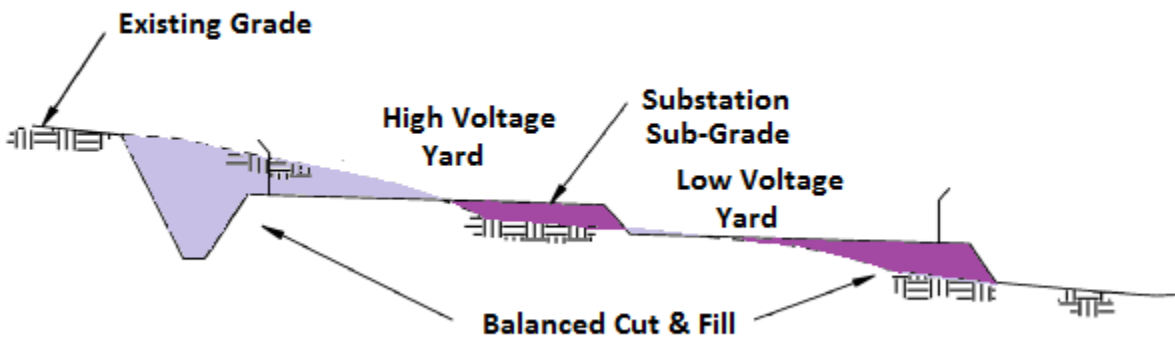 Existing Grade
High Voltage
Yard
Substation
Sub-Grade
Low Voltage
Yard
Balanced Cut & Fill